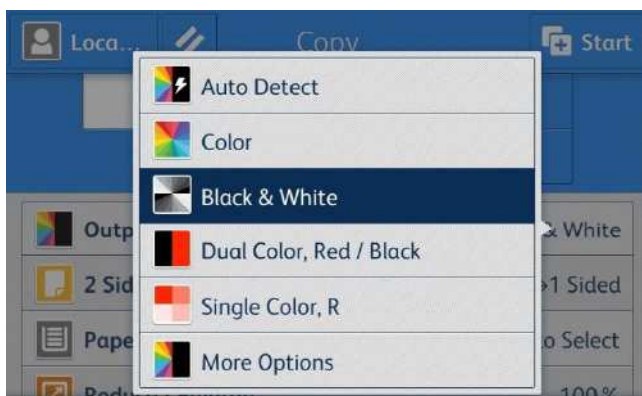 Loca...
Copy
Start
Auto Detect
Color
Black & White
Dual Color, Red / Black
Single Color, R
More Options
Outp
& White
2 Sid
1 Sided
Pape
o Select
100%